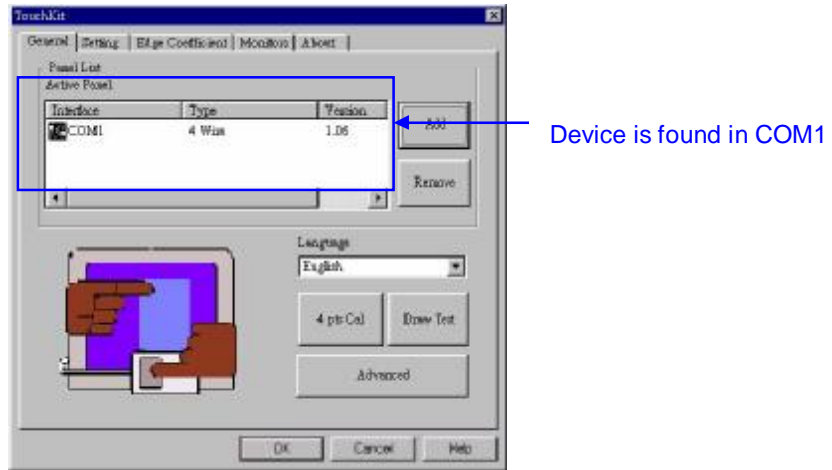 TouchKit
General Setting Edge Coefficient Monitors About
Panel List
Active Panel
Interface Type Version
COM1 4 Wire 1.06
Add
Device is found in COM1
Remove
Language
English
4 pts Cal Draw Test
Advanced
OK Cancel Help